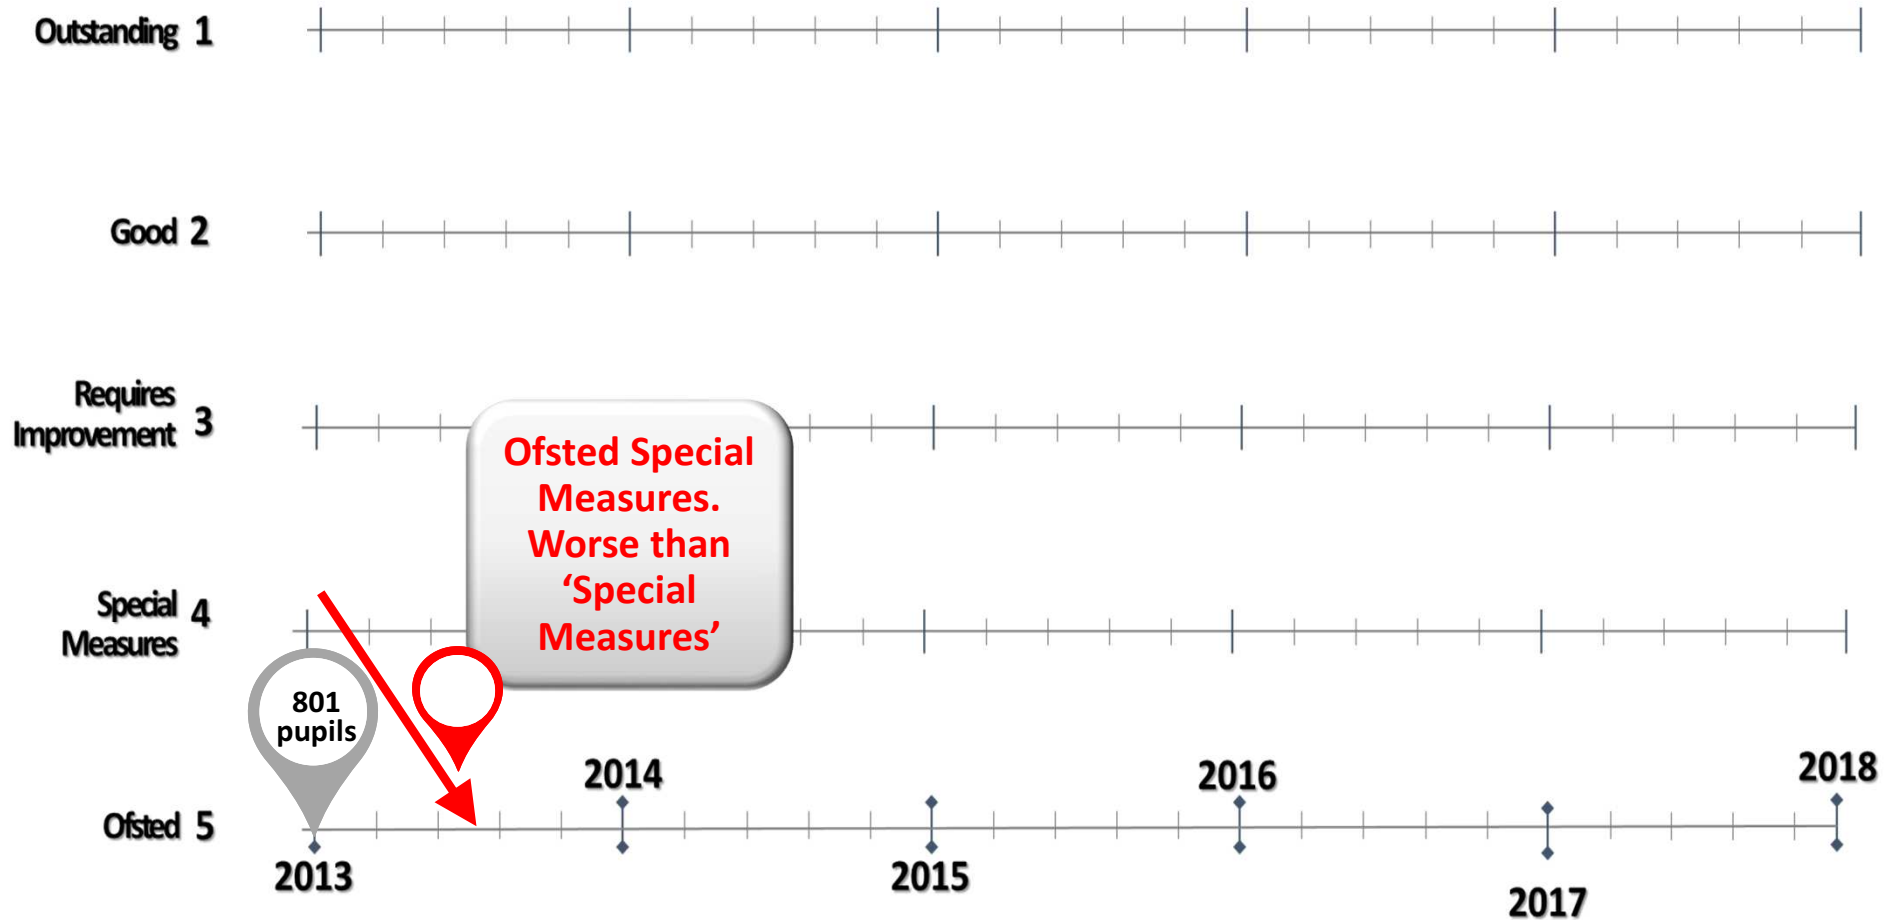 Outstanding 1
Good 2
Requires
Improvement 3
Ofsted Special
Measures.
Worse than
‘Special
Measures’
Special
Measures 4
801
pupils
2014
2016
2018
Ofsted 5
2013
2015
2017